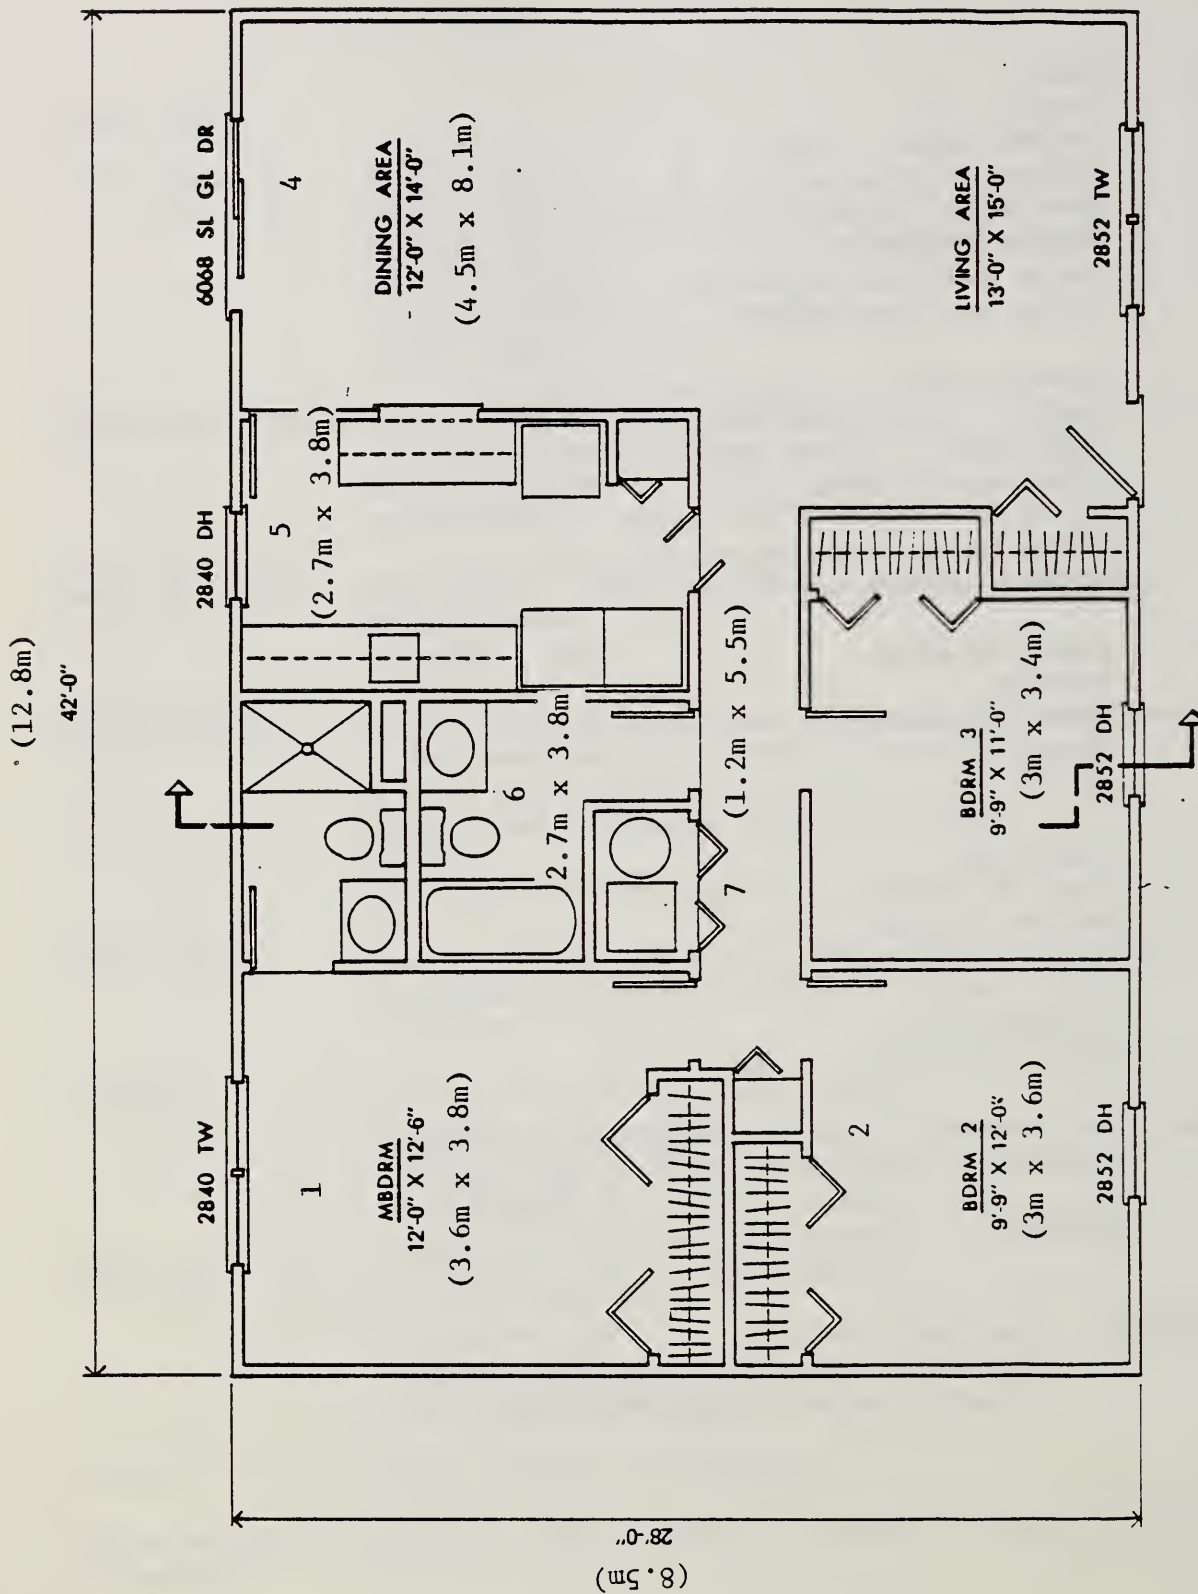 (12.8m)
42'-0"
2840 TW
2840 DH
6068 SL GL DR
1
MBDRM
12'-0" X 12'-6"
(3.6m x 3.8m)
6
2.7m x 3.8m
5
(2.7m x 3.8m)
4
DINING AREA
12'-0" X 14'-0"
(4.5m x 8.1m)
7
(1.2m x 5.5m)
2
BDRM 2
9'-9" X 12'-0"
(3m x 3.6m)
2852 DH
BDRM 3
9'-9" X 11'-0"
(3m x 3.4m)
2852 DH
LIVING AREA
13'-0" X 15'-0"
2852 TW
28'-0"
(8.5m)